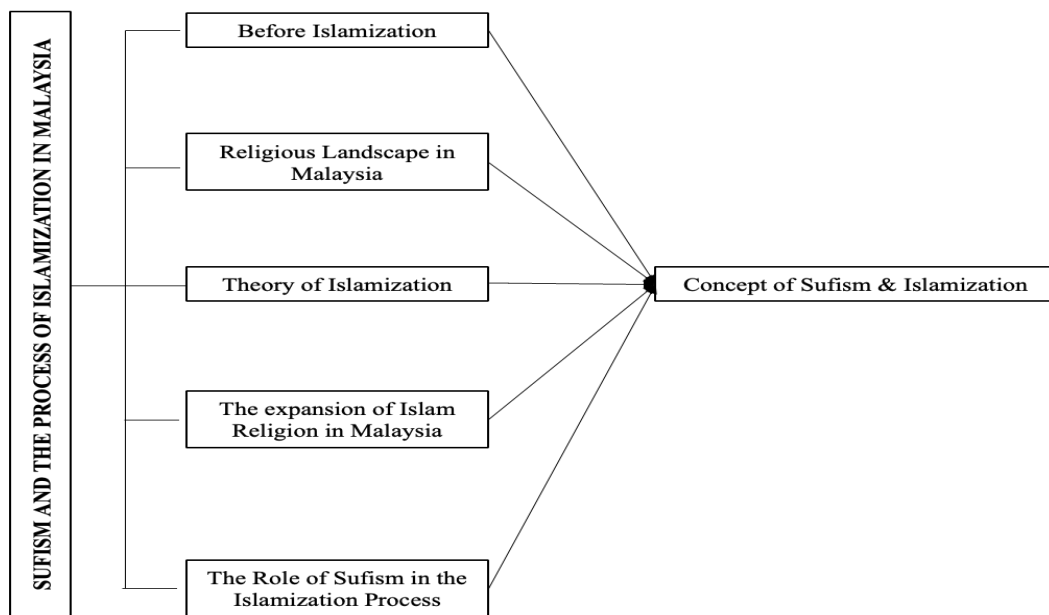 SUFISM AND THE PROCESS OF ISLAMIZATION IN MALAYSIA
Before Islamization
Religious Landscape in
Malaysia
Theory of Islamization
The expansion of Islam
Religion in Malaysia
The Role of Sufism in the
Islamization Process
Concept of Sufism & Islamization